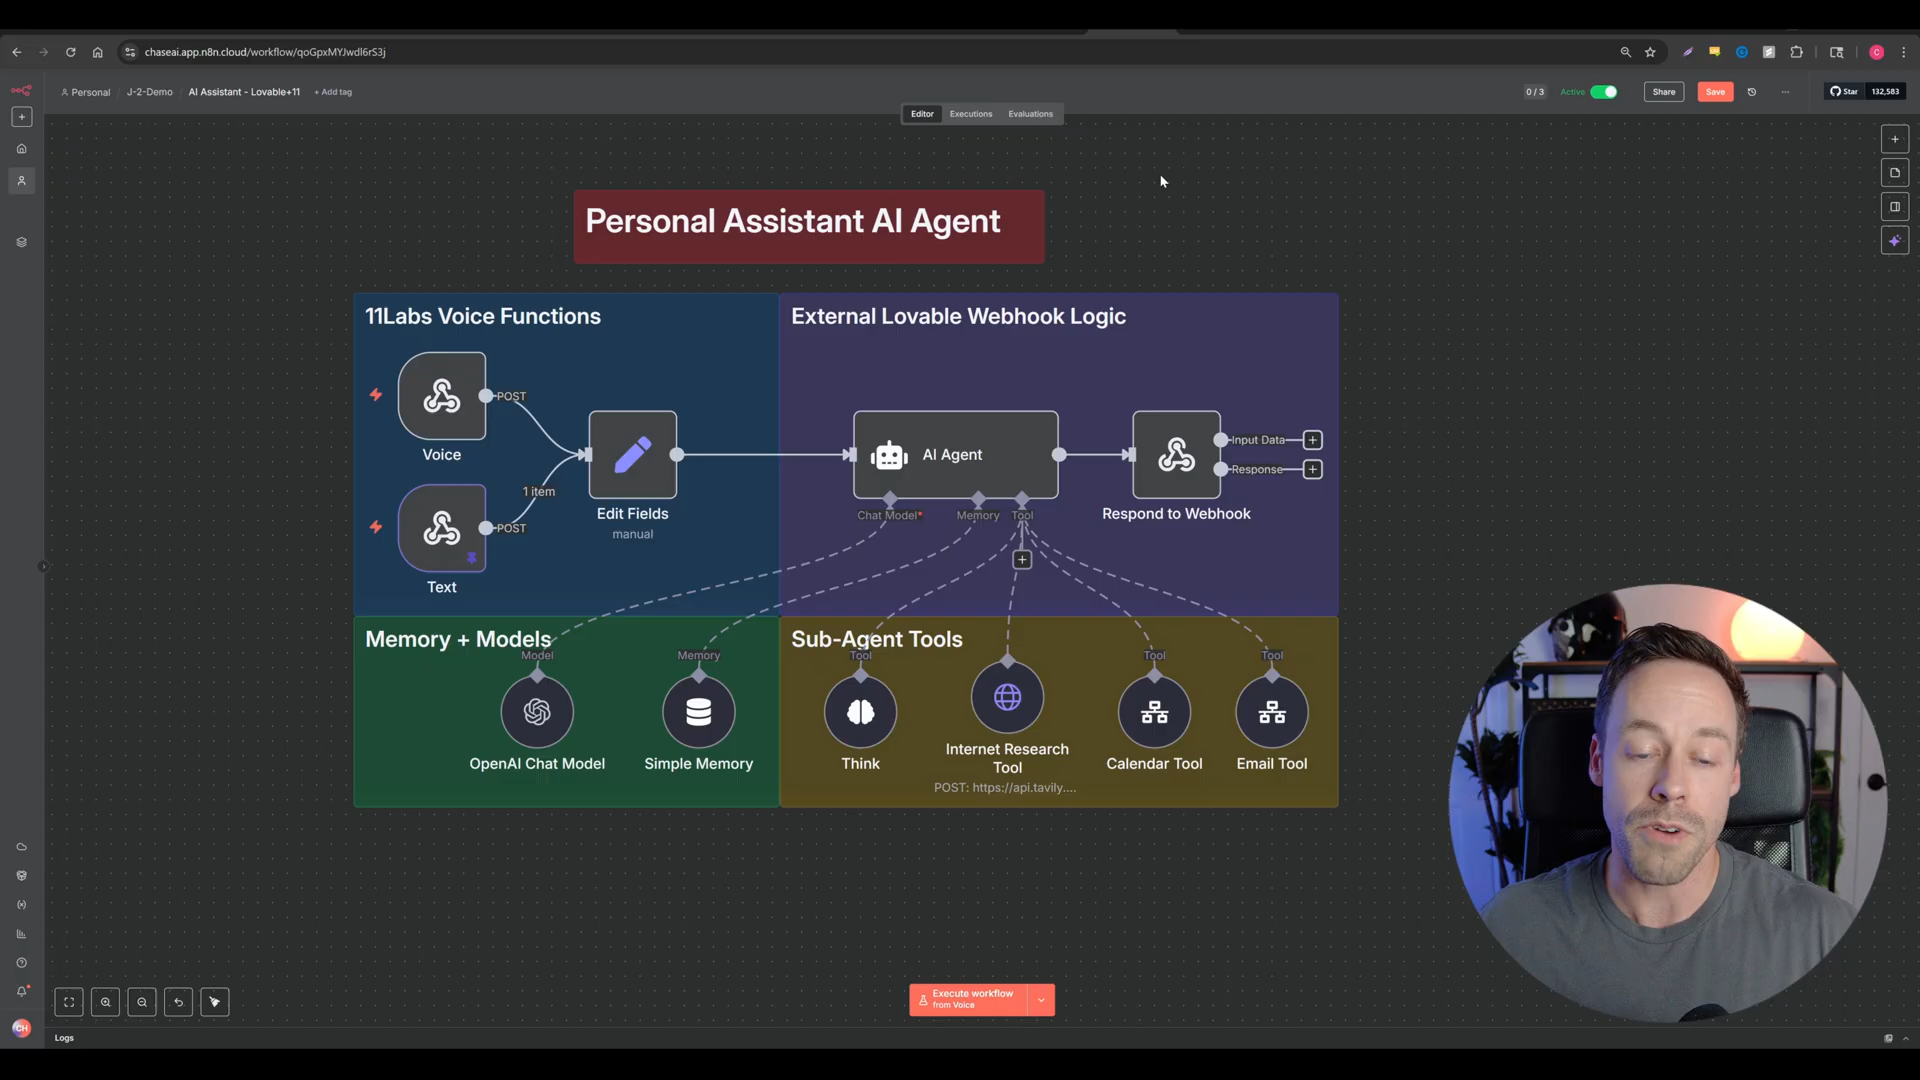 chaseai.app.n8n.cloud/workflow/qoGpxMYJwdl6rS3j
Personal / J-2-Demo / AI Assistant - Lovable+11 + Add tag
0 / 3 Active Share Save ... Star 132,583
Editor Executions Evaluations
Personal Assistant AI Agent
11Labs Voice Functions
External Lovable Webhook Logic
POST
Voice
1 item
POST
Text
Edit Fields
manual
AI Agent
Chat Model*
Memory
Tool
Input Data
Response
Respond to Webhook
Memory + Models
Sub-Agent Tools
Model
Memory
Tool
Tool
Tool
OpenAI Chat Model
Simple Memory
Think
Internet Research
Tool
POST: https://api.tavily....
Calendar Tool
Email Tool
Execute workflow
from Voice
CH
Logs
C